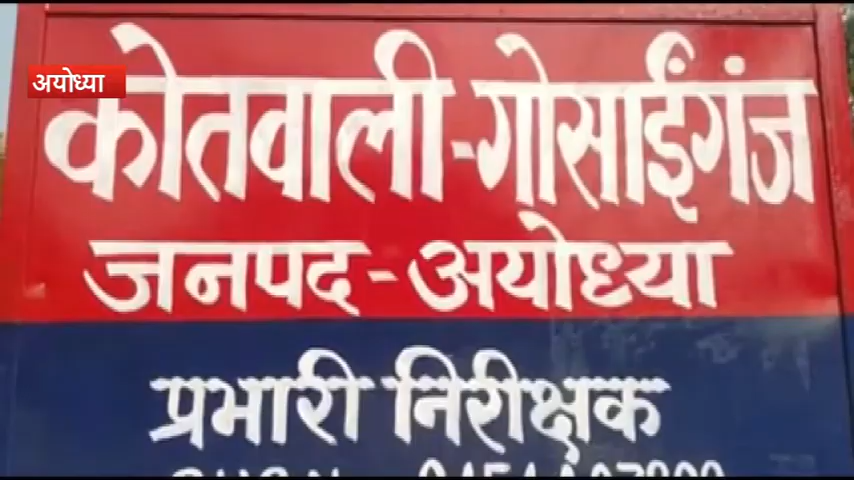 अयोध्या
कोतवाली-गोसाईंगंज
जनपद-अयोध्या
प्रभारी निरीक्षक